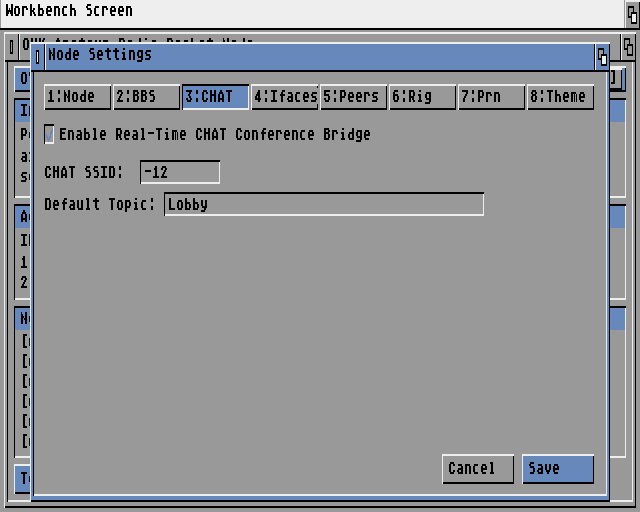 Workbench Screen
Node Settings
1:Node 2:BBS 3:CHAT 4:Ifaces 5:Peers 6:Rig 7:Prn 8:Theme
Enable Real-Time CHAT Conference Bridge
CHAT SSID: -12
Default Topic: Lobby
Cancel Save